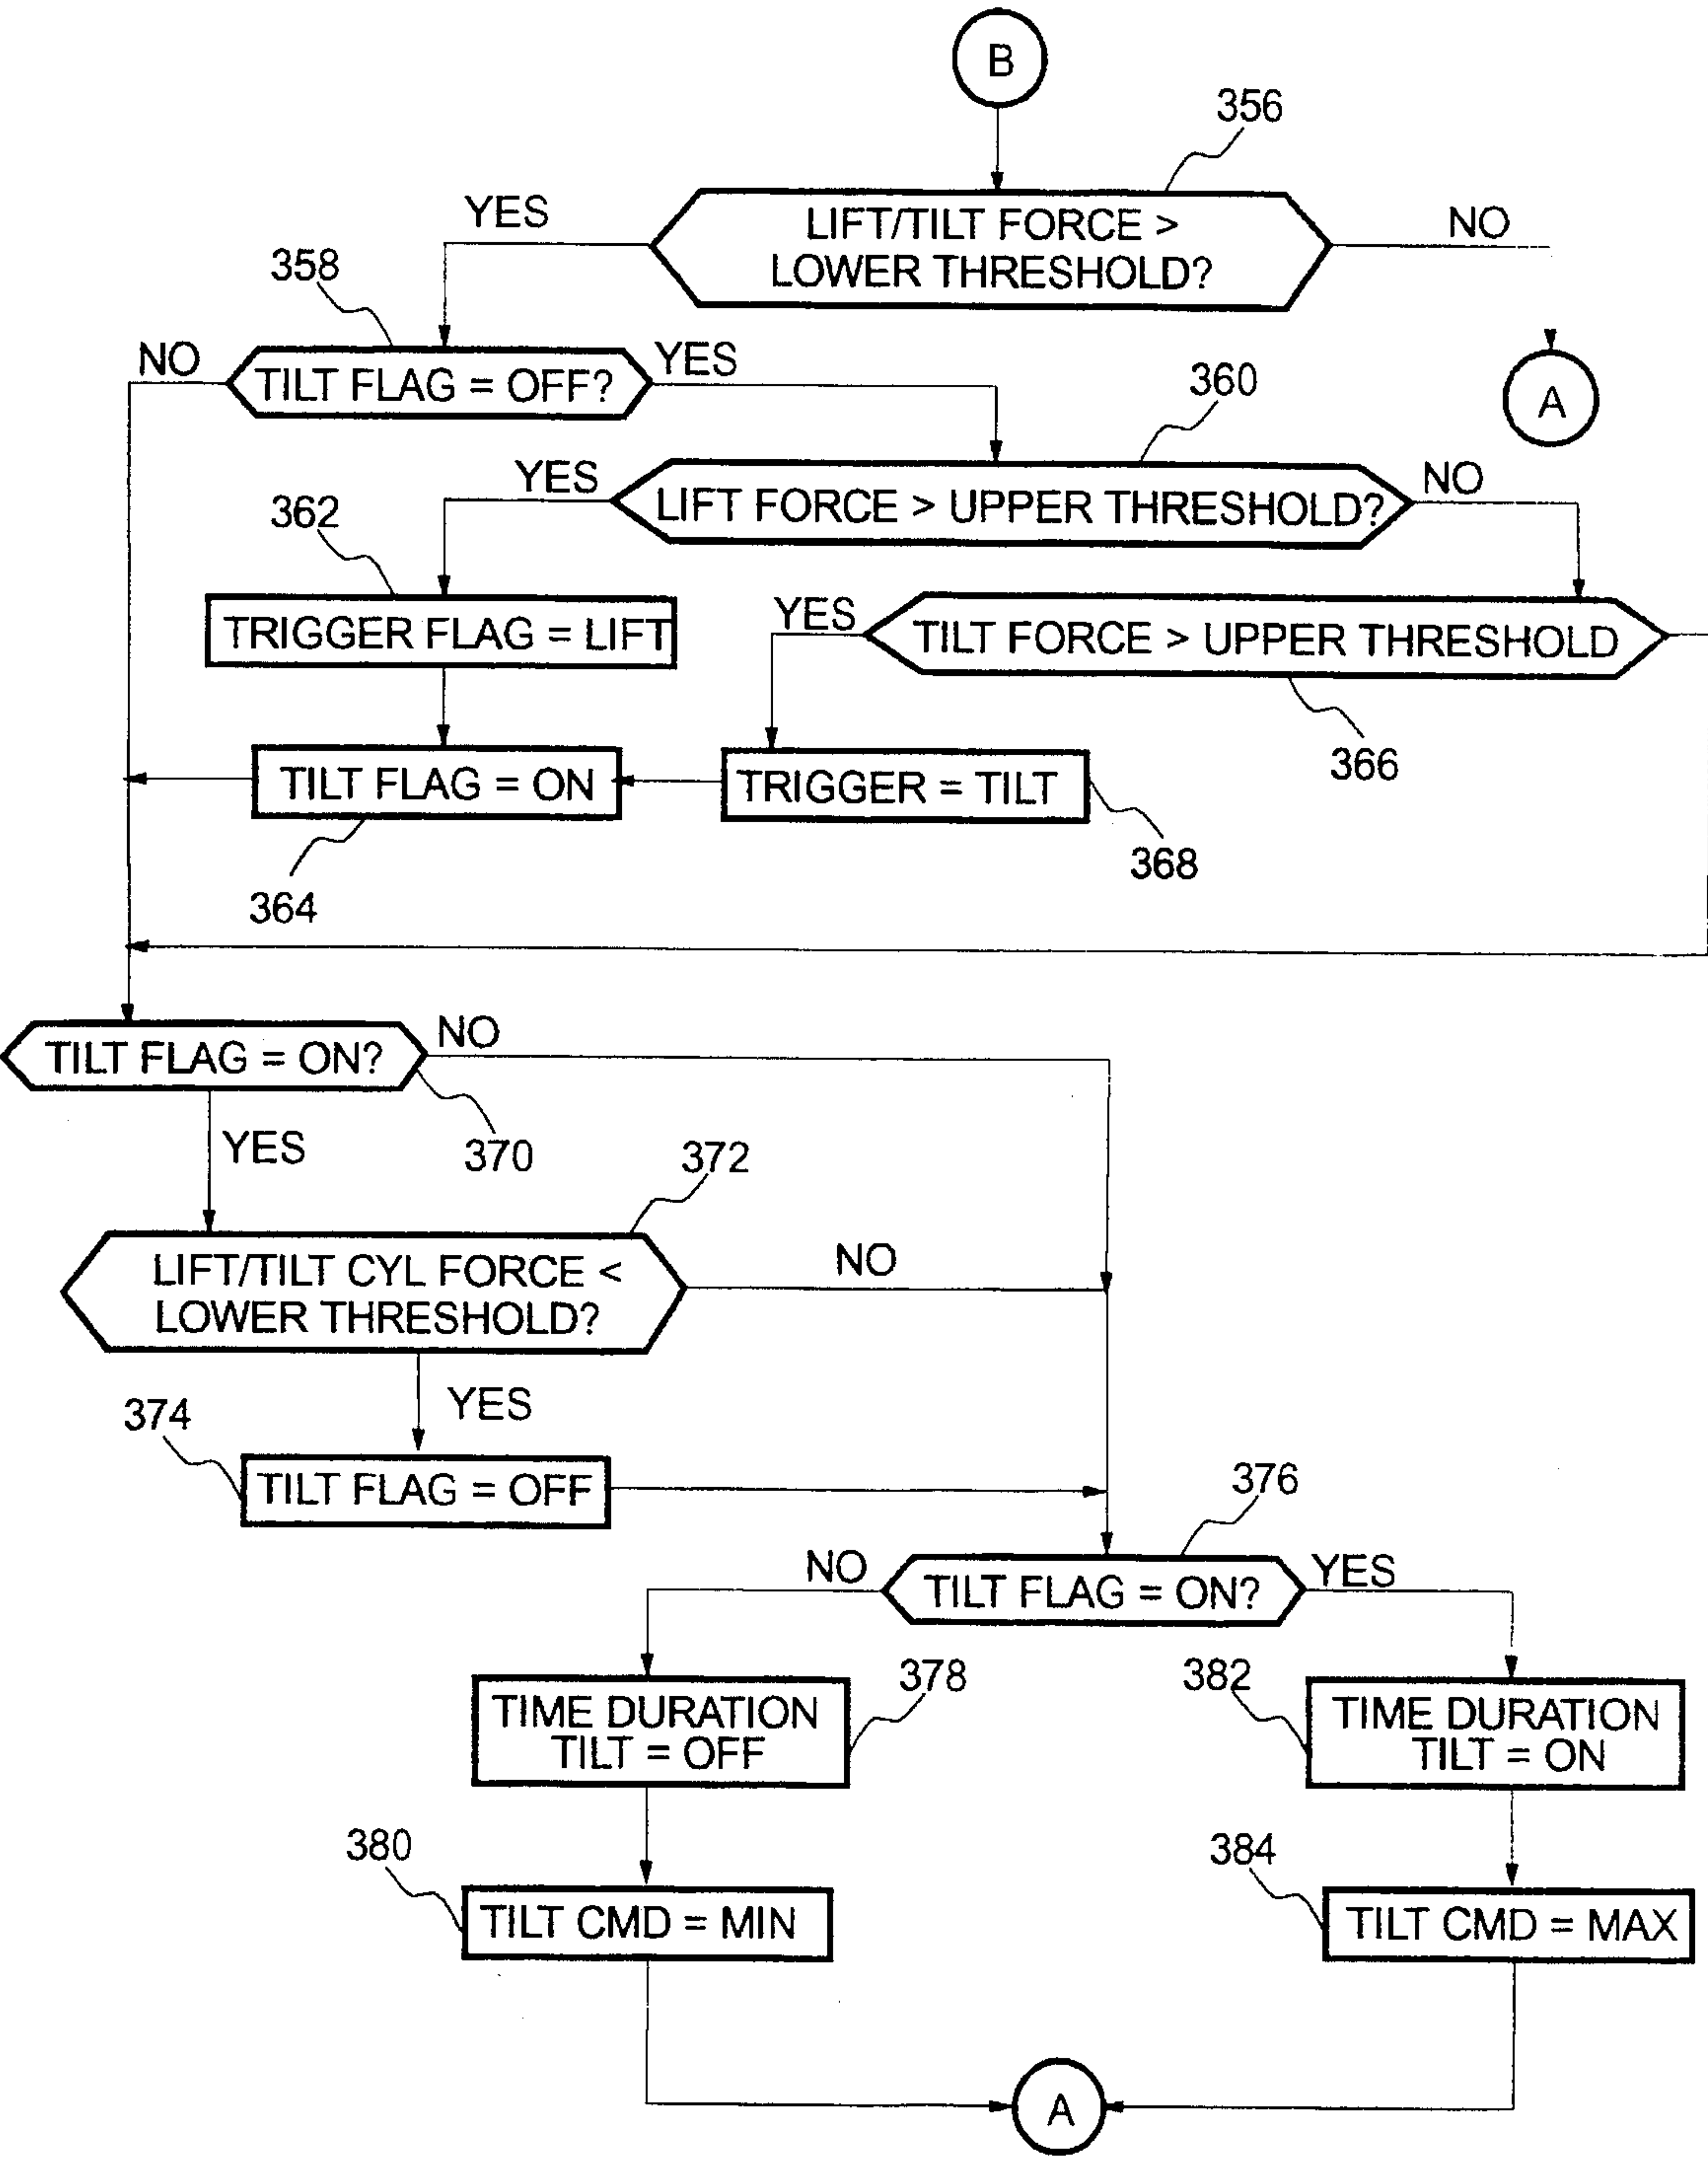 B
356
YES
LIFT/TILT FORCE >
LOWER THRESHOLD?
NO
358
NO
TILT FLAG = OFF?
YES
A
360
YES
LIFT FORCE > UPPER THRESHOLD?
NO
362
TRIGGER FLAG = LIFT
YES
TILT FORCE > UPPER THRESHOLD
366
TILT FLAG = ON
TRIGGER = TILT
368
364
TILT FLAG = ON?
NO
370
YES
372
LIFT/TILT CYL FORCE <
LOWER THRESHOLD?
NO
YES
374
TILT FLAG = OFF
376
NO
TILT FLAG = ON?
YES
378
TIME DURATION
TILT = OFF
382
TIME DURATION
TILT = ON
380
TILT CMD = MIN
384
TILT CMD = MAX
A